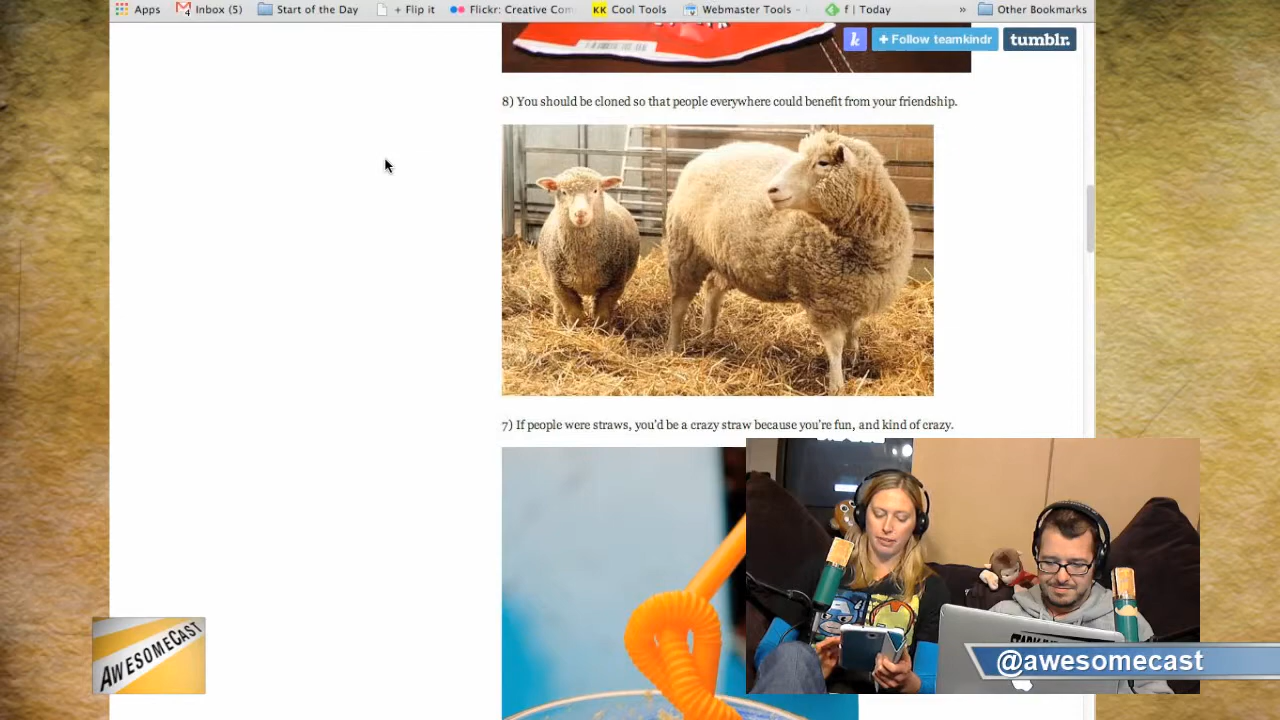 Apps Inbox (5) Start of the Day + Flip it Flickr: Creative Com KK Cool Tools Webmaster Tools - f | Today » Other Bookmarks
4
k + Follow teamkindr tumblr.
8) You should be cloned so that people everywhere could benefit from your friendship.
7) If people were straws, you'd be a crazy straw because you're fun, and kind of crazy.
AWESOMECAST
@awesomecast